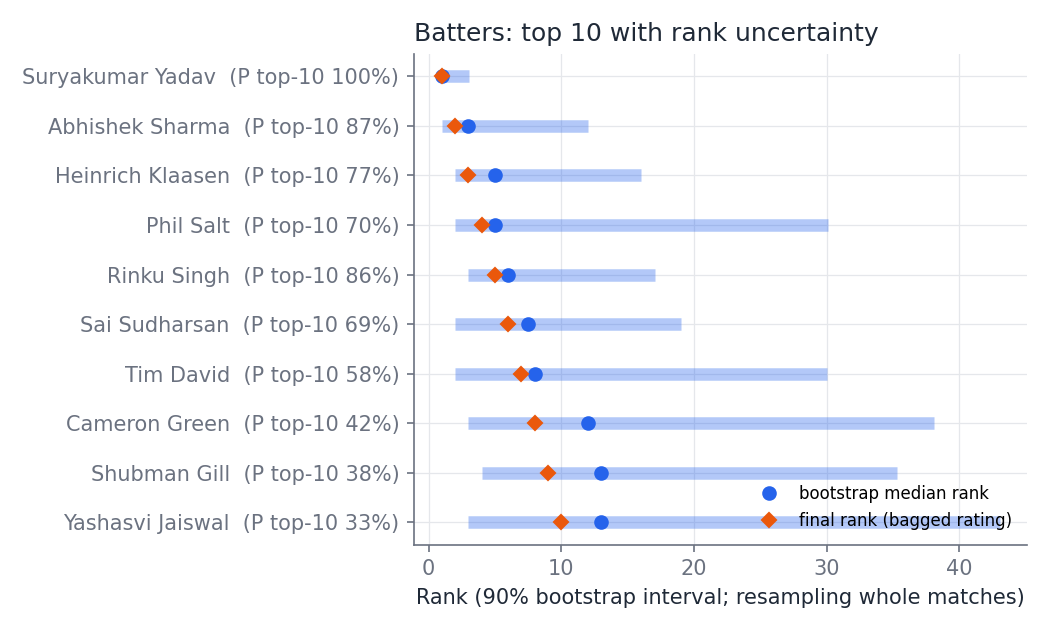 Batters: top 10 with rank uncertainty
Suryakumar Yadav (P top-10 100%)
Abhishek Sharma (P top-10 87%)
Heinrich Klaasen (P top-10 77%)
Phil Salt (P top-10 70%)
Rinku Singh (P top-10 86%)
Sai Sudharsan (P top-10 69%)
Tim David (P top-10 58%)
Cameron Green (P top-10 42%)
Shubman Gill (P top-10 38%)
Yashasvi Jaiswal (P top-10 33%)
bootstrap median rank
final rank (bagged rating)
0 10 20 30 40
Rank (90% bootstrap interval; resampling whole matches)